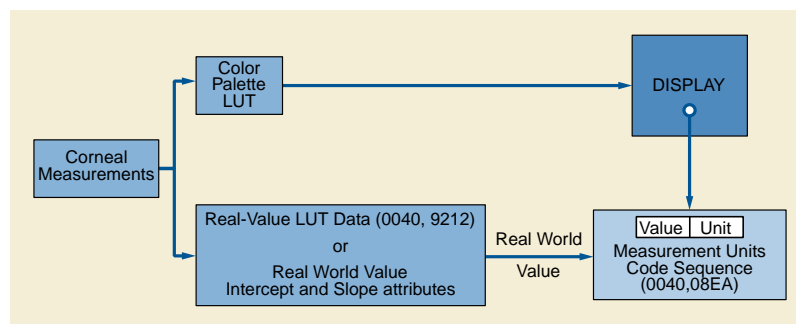 Color
Palette
LUT
DISPLAY
Corneal
Measurements
Real-Value LUT Data (0040, 9212)
or
Real World Value
Intercept and Slope attributes
Real World
Value
Value Unit
Measurement Units
Code Sequence
(0040,08EA)